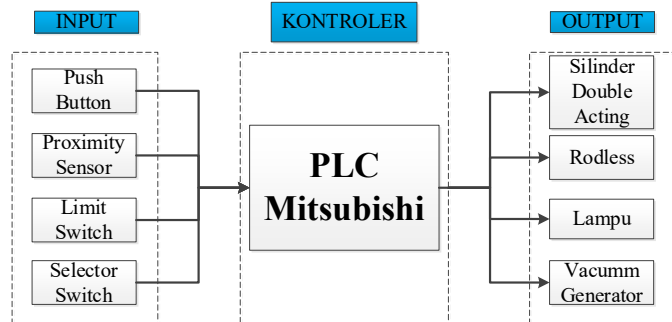 INPUT
Push
Button
Proximity
Sensor
Limit
Switch
Selector
Switch
KONTROLER
PLC
Mitsubishi
OUTPUT
Silinder
Double
Acting
Rodless
Lampu
Vacumm
Generator